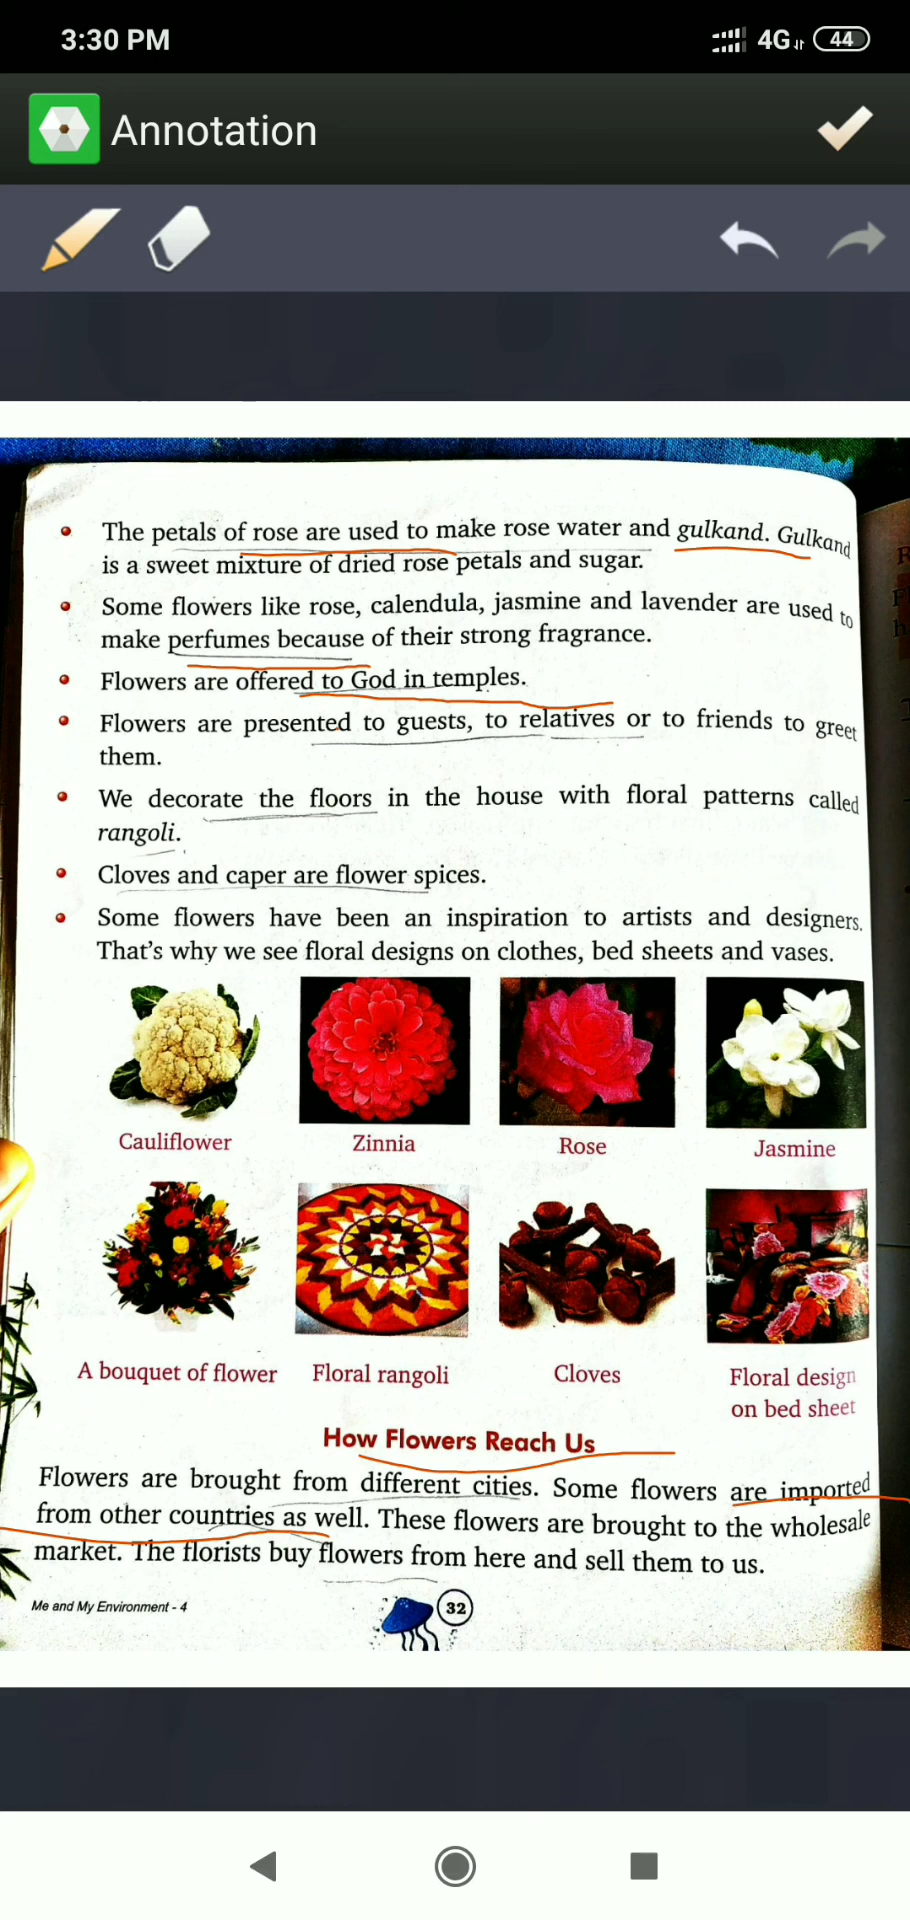 3:30 PM
4G
44
Annotation
The petals of rose are used to make rose water and gulkand. Gulkand
is a sweet mixture of dried rose petals and sugar.
Some flowers like rose, calendula, jasmine and lavender are used to
make perfumes because of their strong fragrance.
Flowers are offered to God in temples.
Flowers are presented to guests, to relatives or to friends to greet
them.
We decorate the floors in the house with floral patterns called
rangoli.
Cloves and caper are flower spices.
Some flowers have been an inspiration to artists and designers.
That's why we see floral designs on clothes, bed sheets and vases.
Cauliflower
Zinnia
Rose
Jasmine
A bouquet of flower
Floral rangoli
Cloves
Floral design
on bed sheet
How Flowers Reach Us
Flowers are brought from different cities. Some flowers are imported
from other countries as well. These flowers are brought to the wholesale
market. The florists buy flowers from here and sell them to us.
Me and My Environment - 4
32